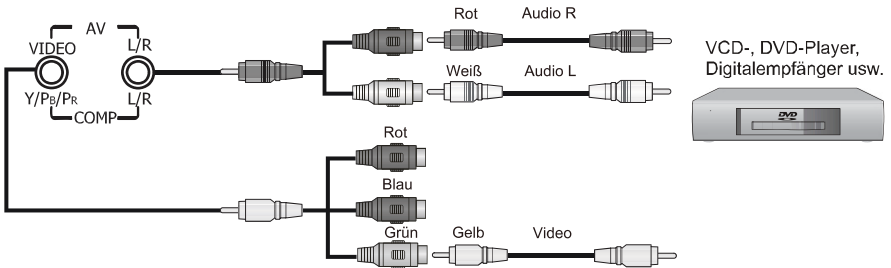 AV
VIDEO
L/R
Y/PB/PR
L/R
COMP
Rot
Audio R
Weiß
Audio L
VCD-, DVD-Player,
Digitalempfänger usw.
DVD
Rot
Blau
Grün
Gelb
Video